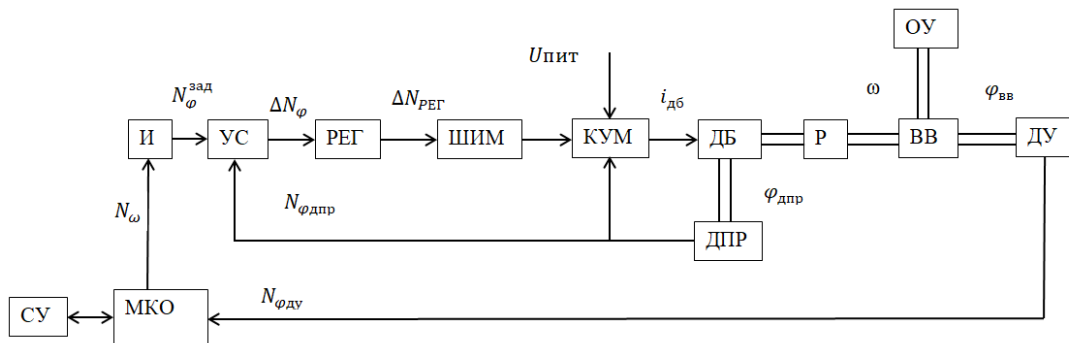 ОУ
Uпит
N_φ^зад
ΔN_φ
ΔN_РЕГ
i_дб
ω
φ_вв
И
УС
РЕГ
ШИМ
КУМ
ДБ
Р
ВВ
ДУ
N_φдпр
φ_дпр
N_ω
ДПР
СУ
МКО
N_φду